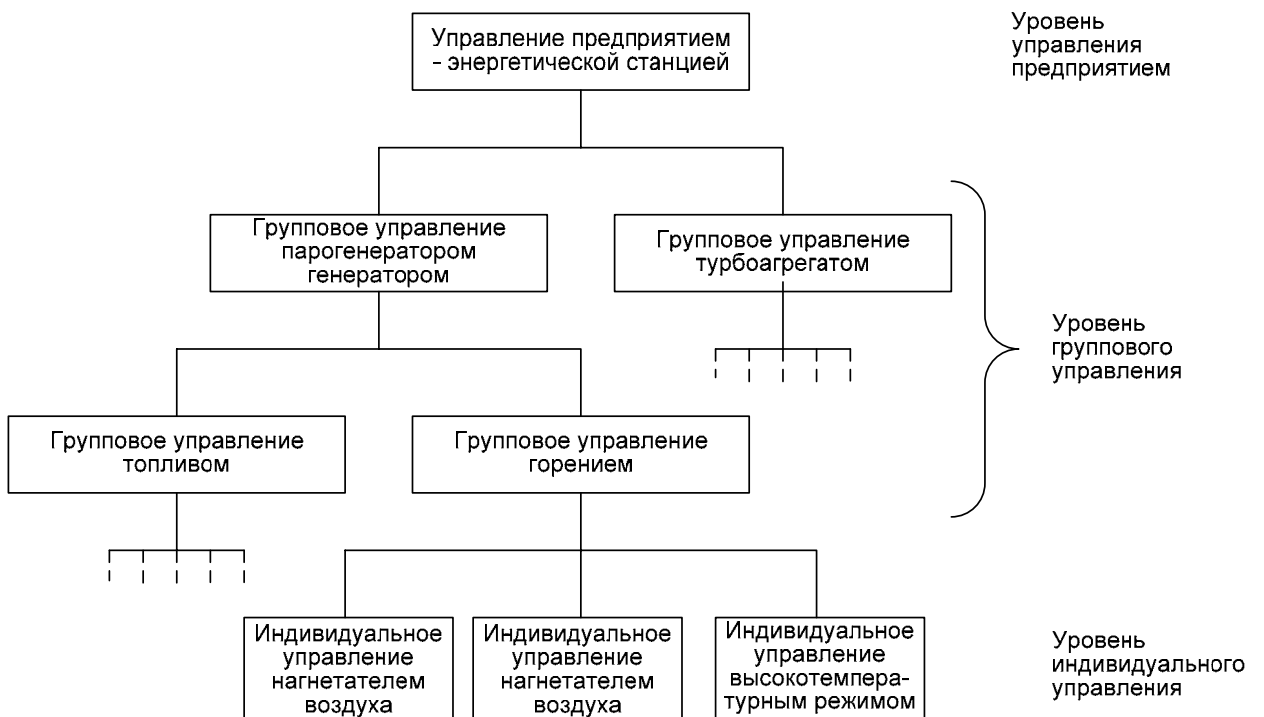 Управление предприятием
- энергетической станцией
Уровень
управления
предприятием
Групповое управление
парогенератором
генератором
Групповое управление
турбоагрегатом
Уровень
группового
управления
Групповое управление
топливом
Групповое управление
горением
Индивидуальное
управление
нагнетателем
воздуха
Индивидуальное
управление
нагнетателем
воздуха
Индивидуальное
управление
высокотемпера-
турным режимом
Уровень
индивидуального
управления